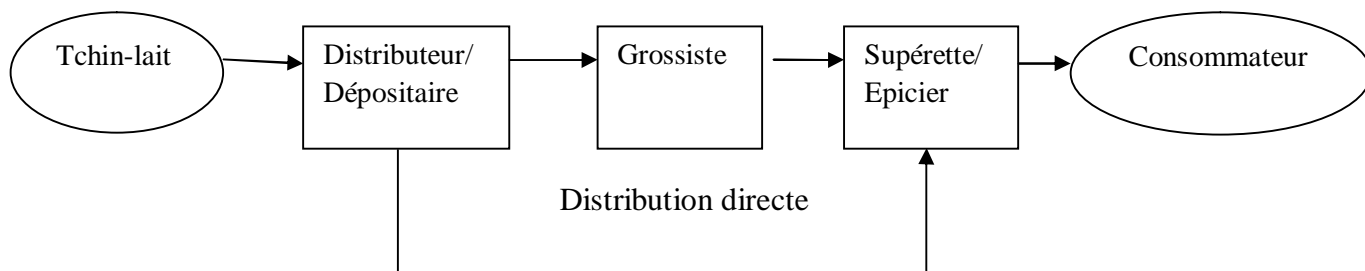 Tchin-lait
Distributeur/
Dépositaire
Grossiste
Supérette/
Epicier
Consommateur
Distribution directe